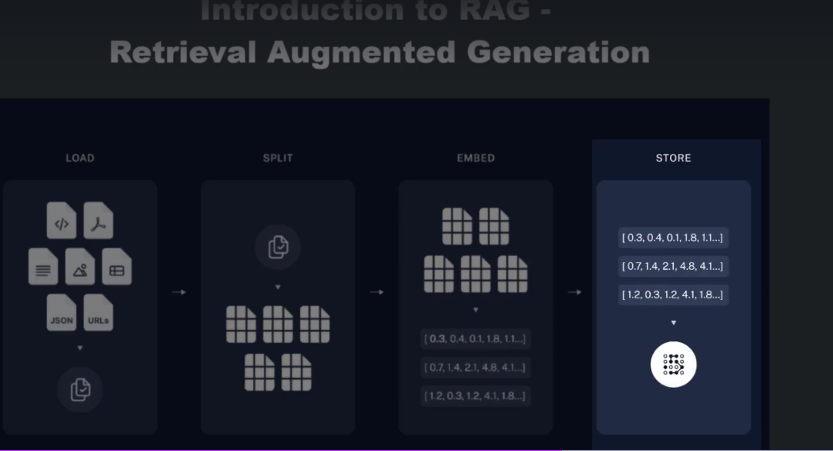 Introduction to RAG -
Retrieval Augmented Generation
LOAD
SPLIT
EMBED
STORE
</>
JSON
URLs
[ 0.3, 0.4, 0.1, 1.8, 1.1...]
[ 0.7, 1.4, 2.1, 4.8, 4.1...]
[ 1.2, 0.3, 1.2, 4.1, 1.8...]
[ 0.3, 0.4, 0.1, 1.8, 1.1...]
[ 0.7, 1.4, 2.1, 4.8, 4.1...]
[ 1.2, 0.3, 1.2, 4.1, 1.8...]